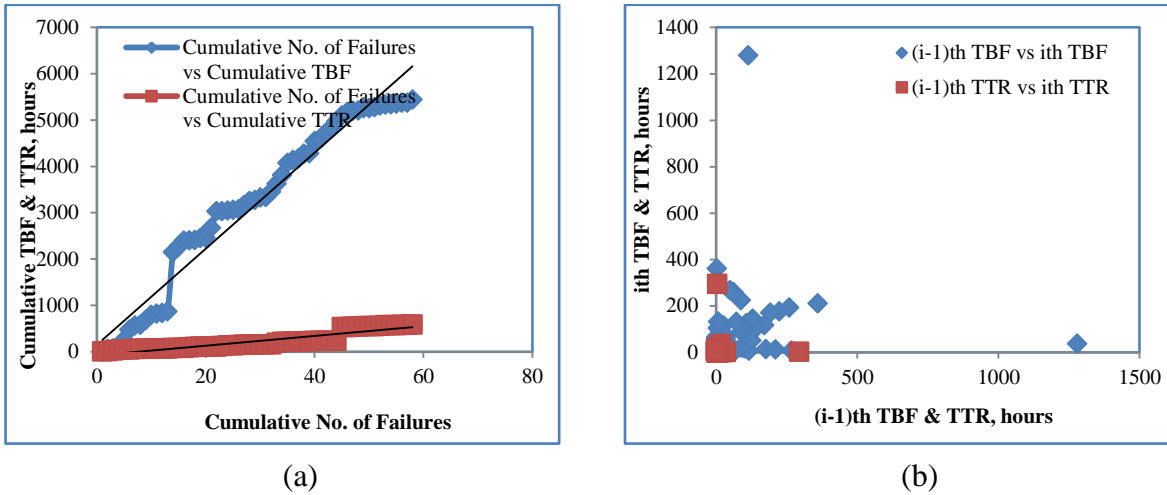 7000
6000
5000
4000
3000
2000
1000
0
Cumulative TBF & TTR, hours
Cumulative No. of Failures
vs Cumulative TBF
Cumulative No. of Failures
vs Cumulative TTR
0 20 40 60 80
Cumulative No. of Failures
(a)
1400
1200
1000
800
600
400
200
0
ith TBF & TTR, hours
(i-1)th TBF vs ith TBF
(i-1)th TTR vs ith TTR
0 500 1000 1500
(i-1)th TBF & TTR, hours
(b)